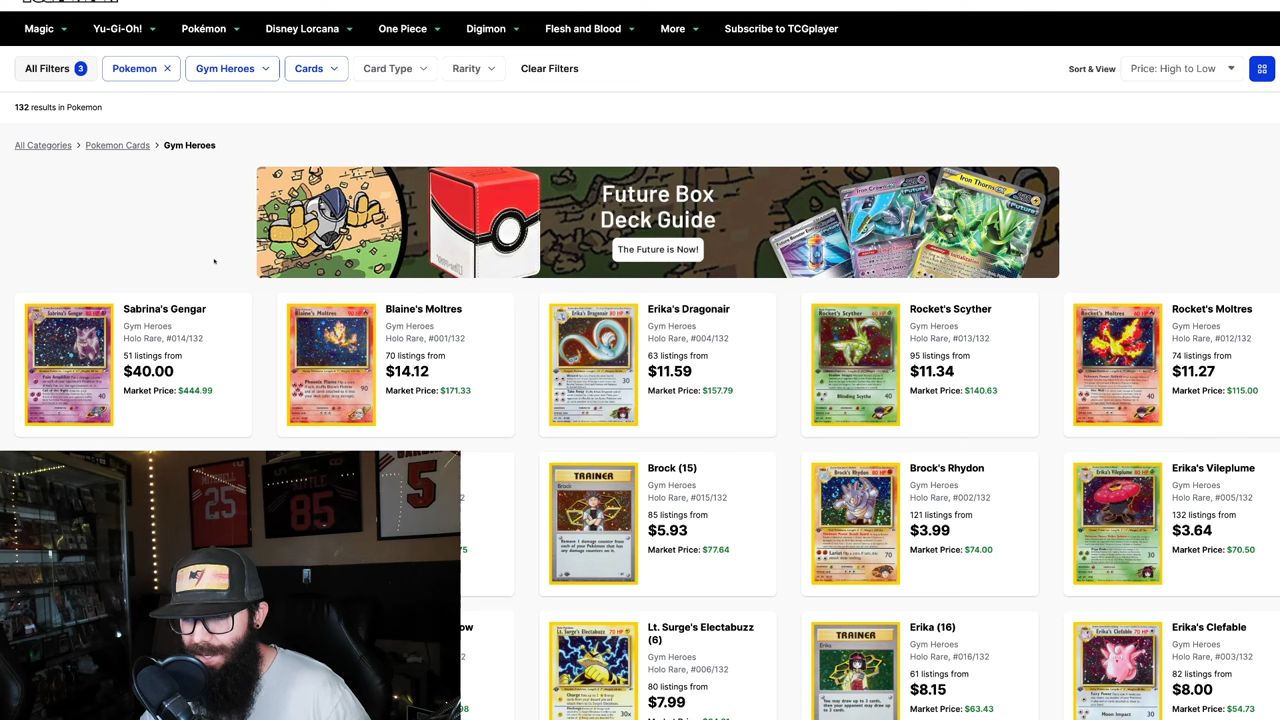 Magic
Yu-Gi-Oh!
Pokémon
Disney Lorcana
One Piece
Digimon
Flesh and Blood
More
Subscribe to TCGplayer
All Filters 3
Pokemon ×
Gym Heroes
Cards
Card Type
Rarity
Clear Filters
Sort & View
Price: High to Low
132 results in Pokemon
All Categories > Pokemon Cards > Gym Heroes
Future Box
Deck Guide
The Future is Now!
Iron Crown
Iron Thorns ex
Sabrina's Gengar
Gym Heroes
Holo Rare, #014/132
51 listings from
$40.00
Market Price: $444.99
Blaine's Moltres
Gym Heroes
Holo Rare, #001/132
70 listings from
$14.12
Market Price: $171.33
Erika's Dragonair
Gym Heroes
Holo Rare, #004/132
63 listings from
$11.59
Market Price: $157.79
Rocket's Scyther
Gym Heroes
Holo Rare, #013/132
95 listings from
$11.34
Market Price: $140.63
Rocket's Moltres
Gym Heroes
Holo Rare, #012/132
74 listings from
$11.27
Market Price: $115.00
TRAINER
Brock
Brock (15)
Gym Heroes
Holo Rare, #015/132
85 listings from
$5.93
Market Price: $77.64
Brock's Rhydon
Gym Heroes
Holo Rare, #002/132
121 listings from
$3.99
Market Price: $74.00
Erika's Vileplume
Gym Heroes
Holo Rare, #005/132
132 listings from
$3.64
Market Price: $70.50
Lt. Surge's Electabuzz
(6)
Gym Heroes
Holo Rare, #006/132
80 listings from
$7.99
TRAINER
Erika
Erika (16)
Gym Heroes
Holo Rare, #016/132
61 listings from
$8.15
Market Price: $63.43
Erika's Clefable
Gym Heroes
Holo Rare, #003/132
82 listings from
$8.00
Market Price: $54.73
25
85
5